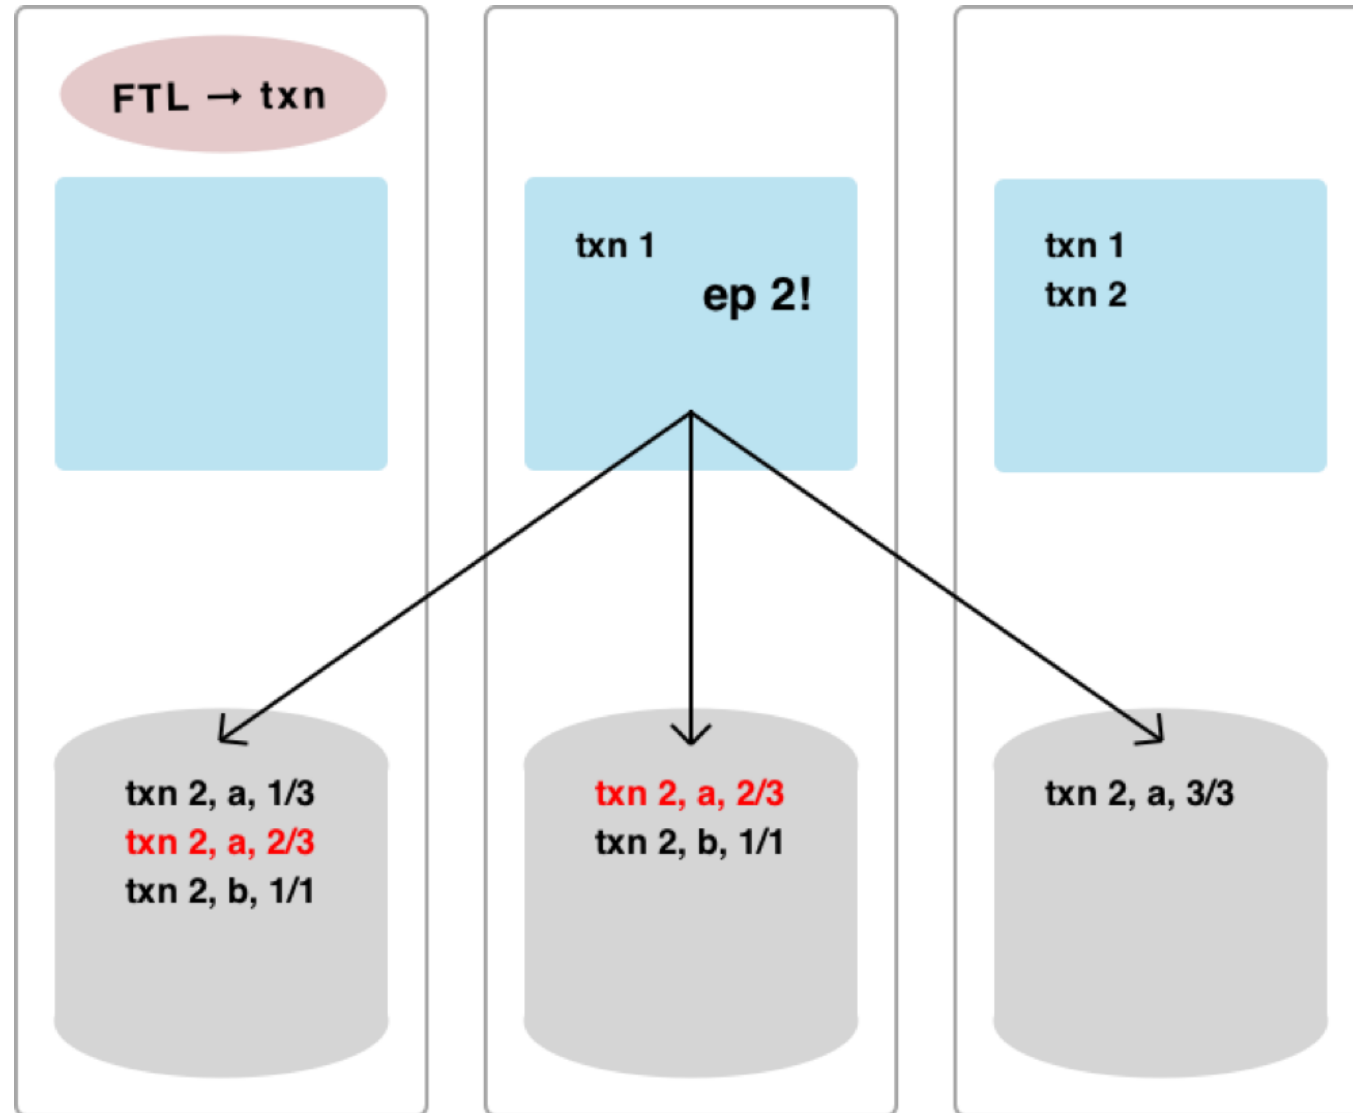 FTL → txn
txn 1
ep 2!
txn 1
txn 2
txn 2, a, 1/3
txn 2, a, 2/3
txn 2, b, 1/1
txn 2, a, 2/3
txn 2, b, 1/1
txn 2, a, 3/3